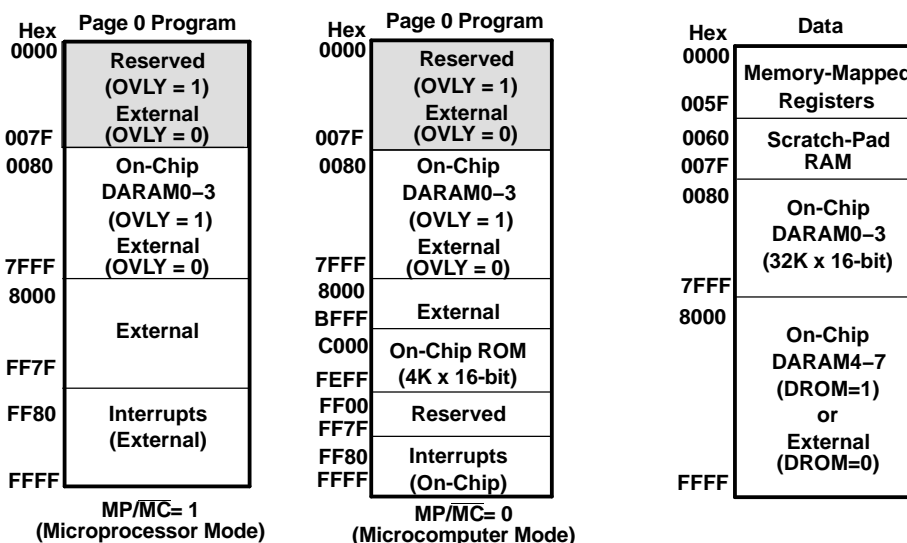 Hex
Page 0 Program
0000
Reserved
(OVLY = 1)
External
(OVLY = 0)
007F
0080
On-Chip
DARAM0–3
(OVLY = 1)
External
(OVLY = 0)
7FFF
8000
External
FF7F
FF80
Interrupts
(External)
FFFF
MP/MC= 1
(Microprocessor Mode)
Hex
Page 0 Program
0000
Reserved
(OVLY = 1)
External
(OVLY = 0)
007F
0080
On-Chip
DARAM0–3
(OVLY = 1)
External
(OVLY = 0)
7FFF
8000
External
BFFF
C000
On-Chip ROM
(4K x 16-bit)
FEFF
FF00
Reserved
FF7F
FF80
Interrupts
(On-Chip)
FFFF
MP/MC= 0
(Microcomputer Mode)
Hex
Data
0000
Memory-Mapped
Registers
005F
0060
Scratch-Pad
RAM
007F
0080
On-Chip
DARAM0–3
(32K x 16-bit)
7FFF
8000
On-Chip
DARAM4–7
(DROM=1)
or
External
(DROM=0)
FFFF